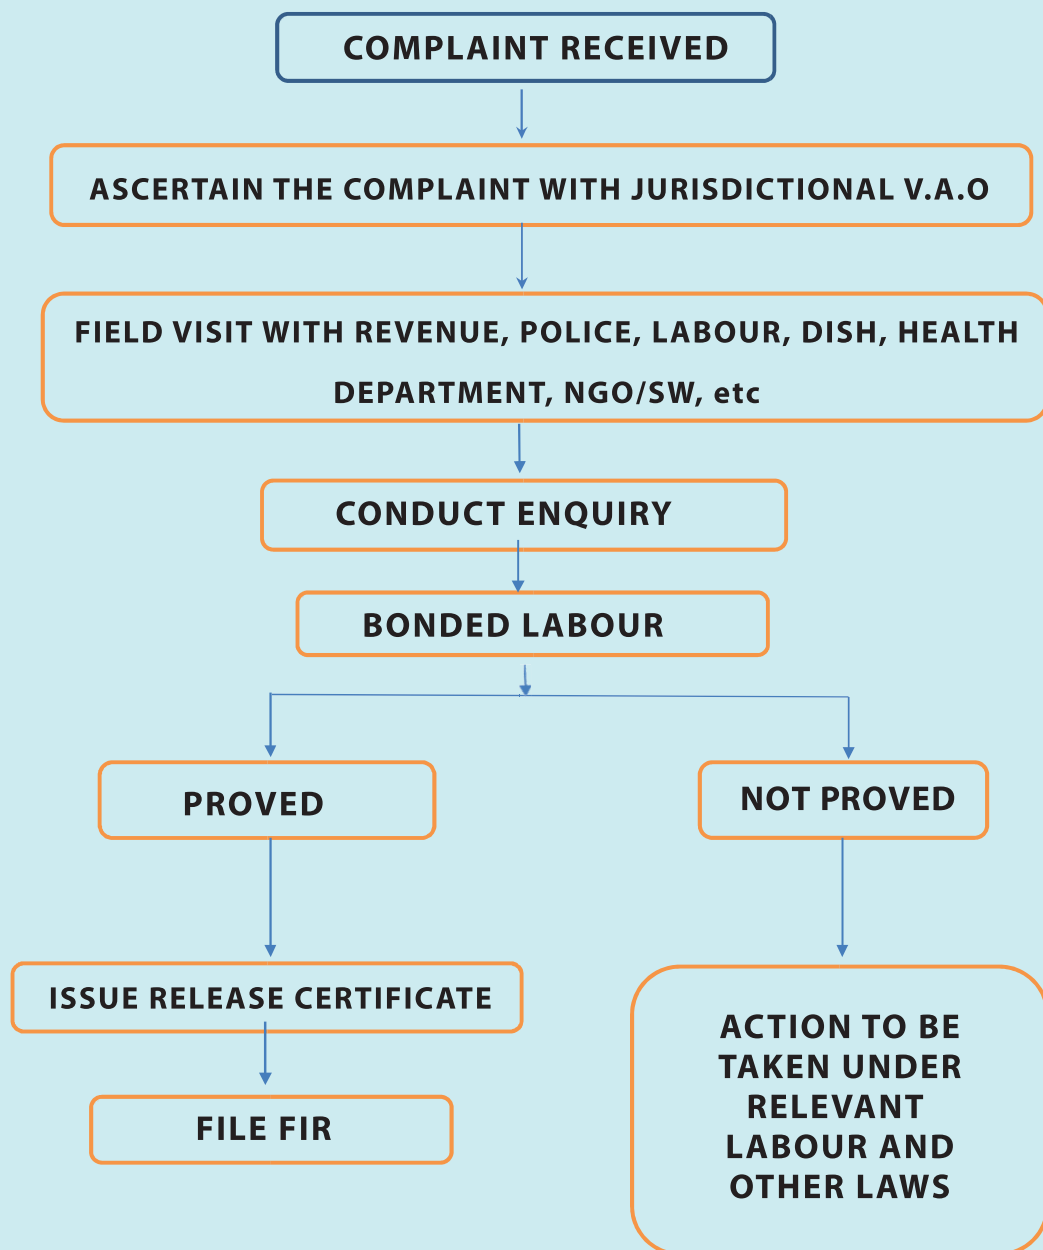 COMPLAINT RECEIVED
ASCERTAIN THE COMPLAINT WITH JURISDICTIONAL V.A.O
FIELD VISIT WITH REVENUE, POLICE, LABOUR, DISH, HEALTH
DEPARTMENT, NGO/SW, etc
CONDUCT ENQUIRY
BONDED LABOUR
PROVED
NOT PROVED
ISSUE RELEASE CERTIFICATE
FILE FIR
ACTION TO BE
TAKEN UNDER
RELEVANT
LABOUR AND
OTHER LAWS